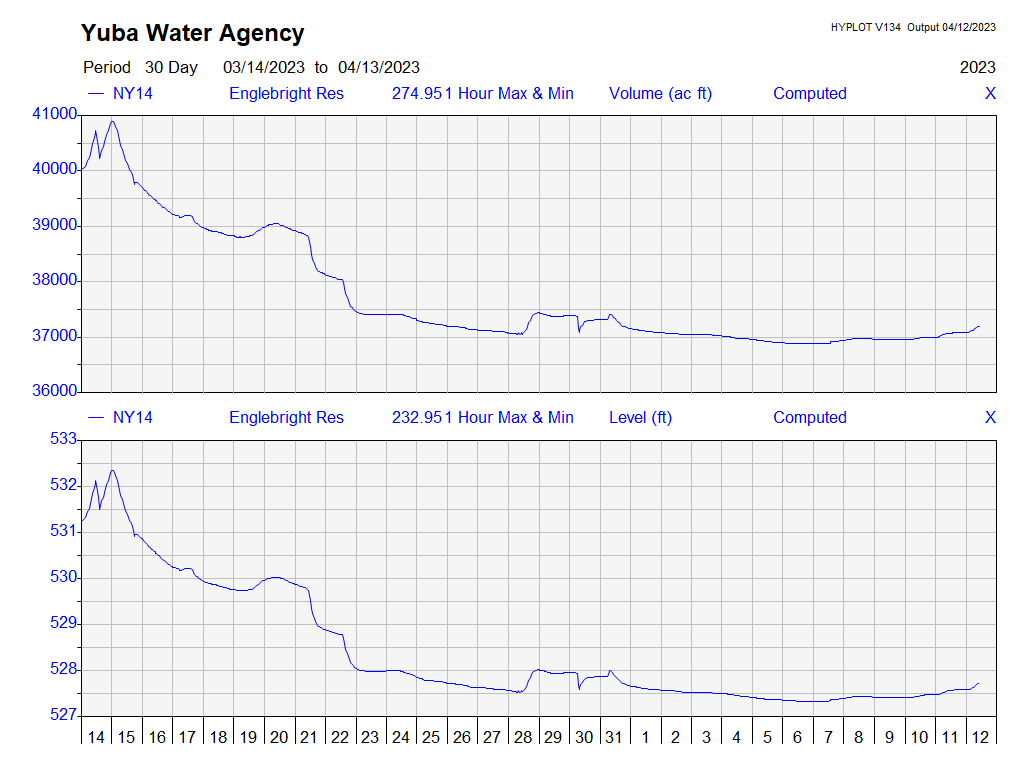 Yuba Water Agency
HYPLOT V134 Output 04/12/2023
Period 30 Day 03/14/2023 to 04/13/2023 2023
NY14 Englebright Res 274.951 Hour Max & Min Volume (ac ft) Computed X
41000
40000
39000
38000
37000
36000
NY14 Englebright Res 232.951 Hour Max & Min Level (ft) Computed X
533
532
531
530
529
528
527
14 15 16 17 18 19 20 21 22 23 24 25 26 27 28 29 30 31 1 2 3 4 5 6 7 8 9 10 11 12